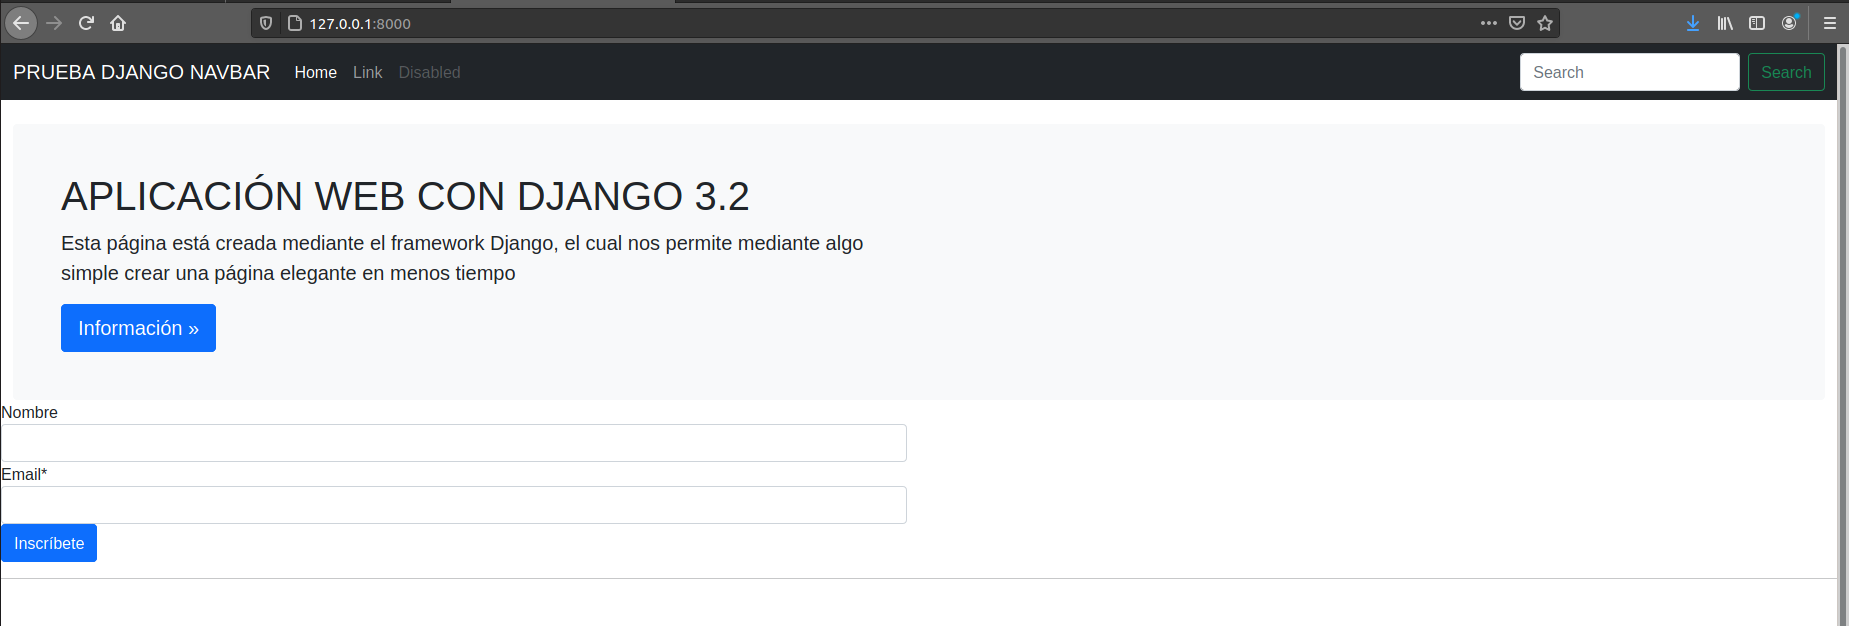 127.0.0.1:8000
PRUEBA DJANGO NAVBAR Home Link Disabled Search Search
APLICACIÓN WEB CON DJANGO 3.2
Esta página está creada mediante el framework Django, el cual nos permite mediante algo
simple crear una página elegante en menos tiempo
Información »
Nombre
Email*
Inscríbete